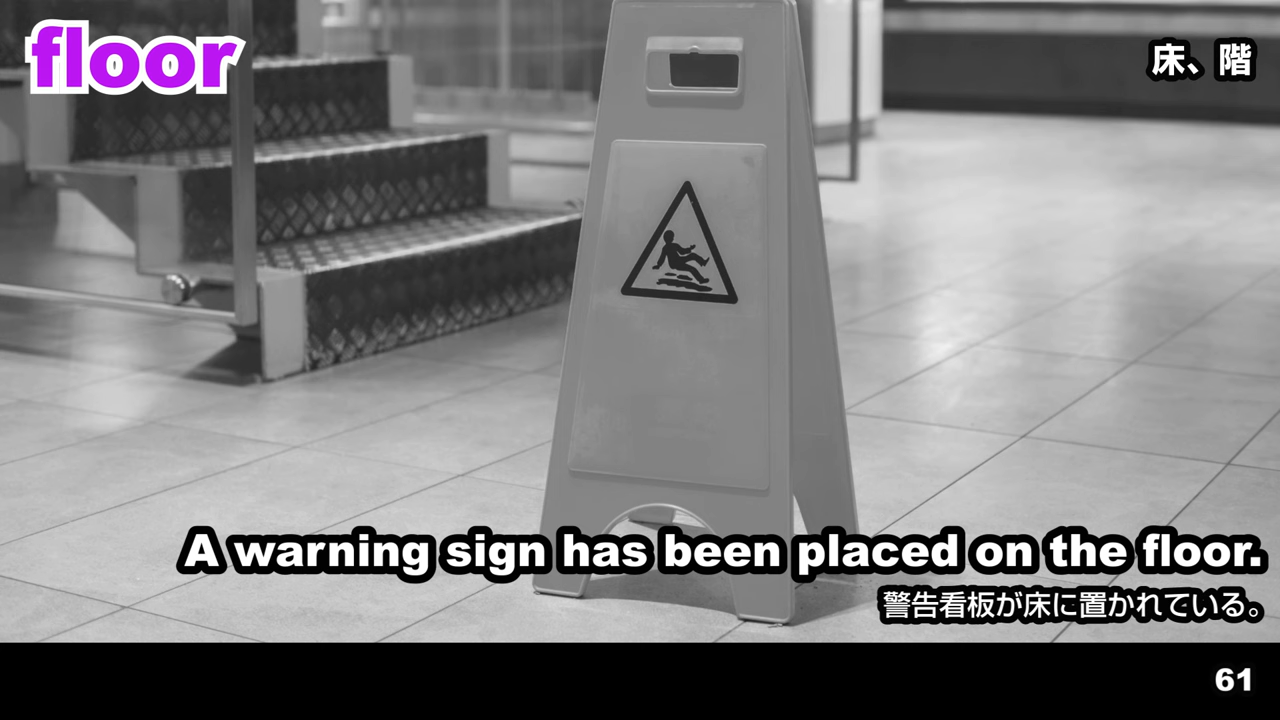 floor
床、階
A warning sign has been placed on the floor.
警告看板が床に置かれている。
61